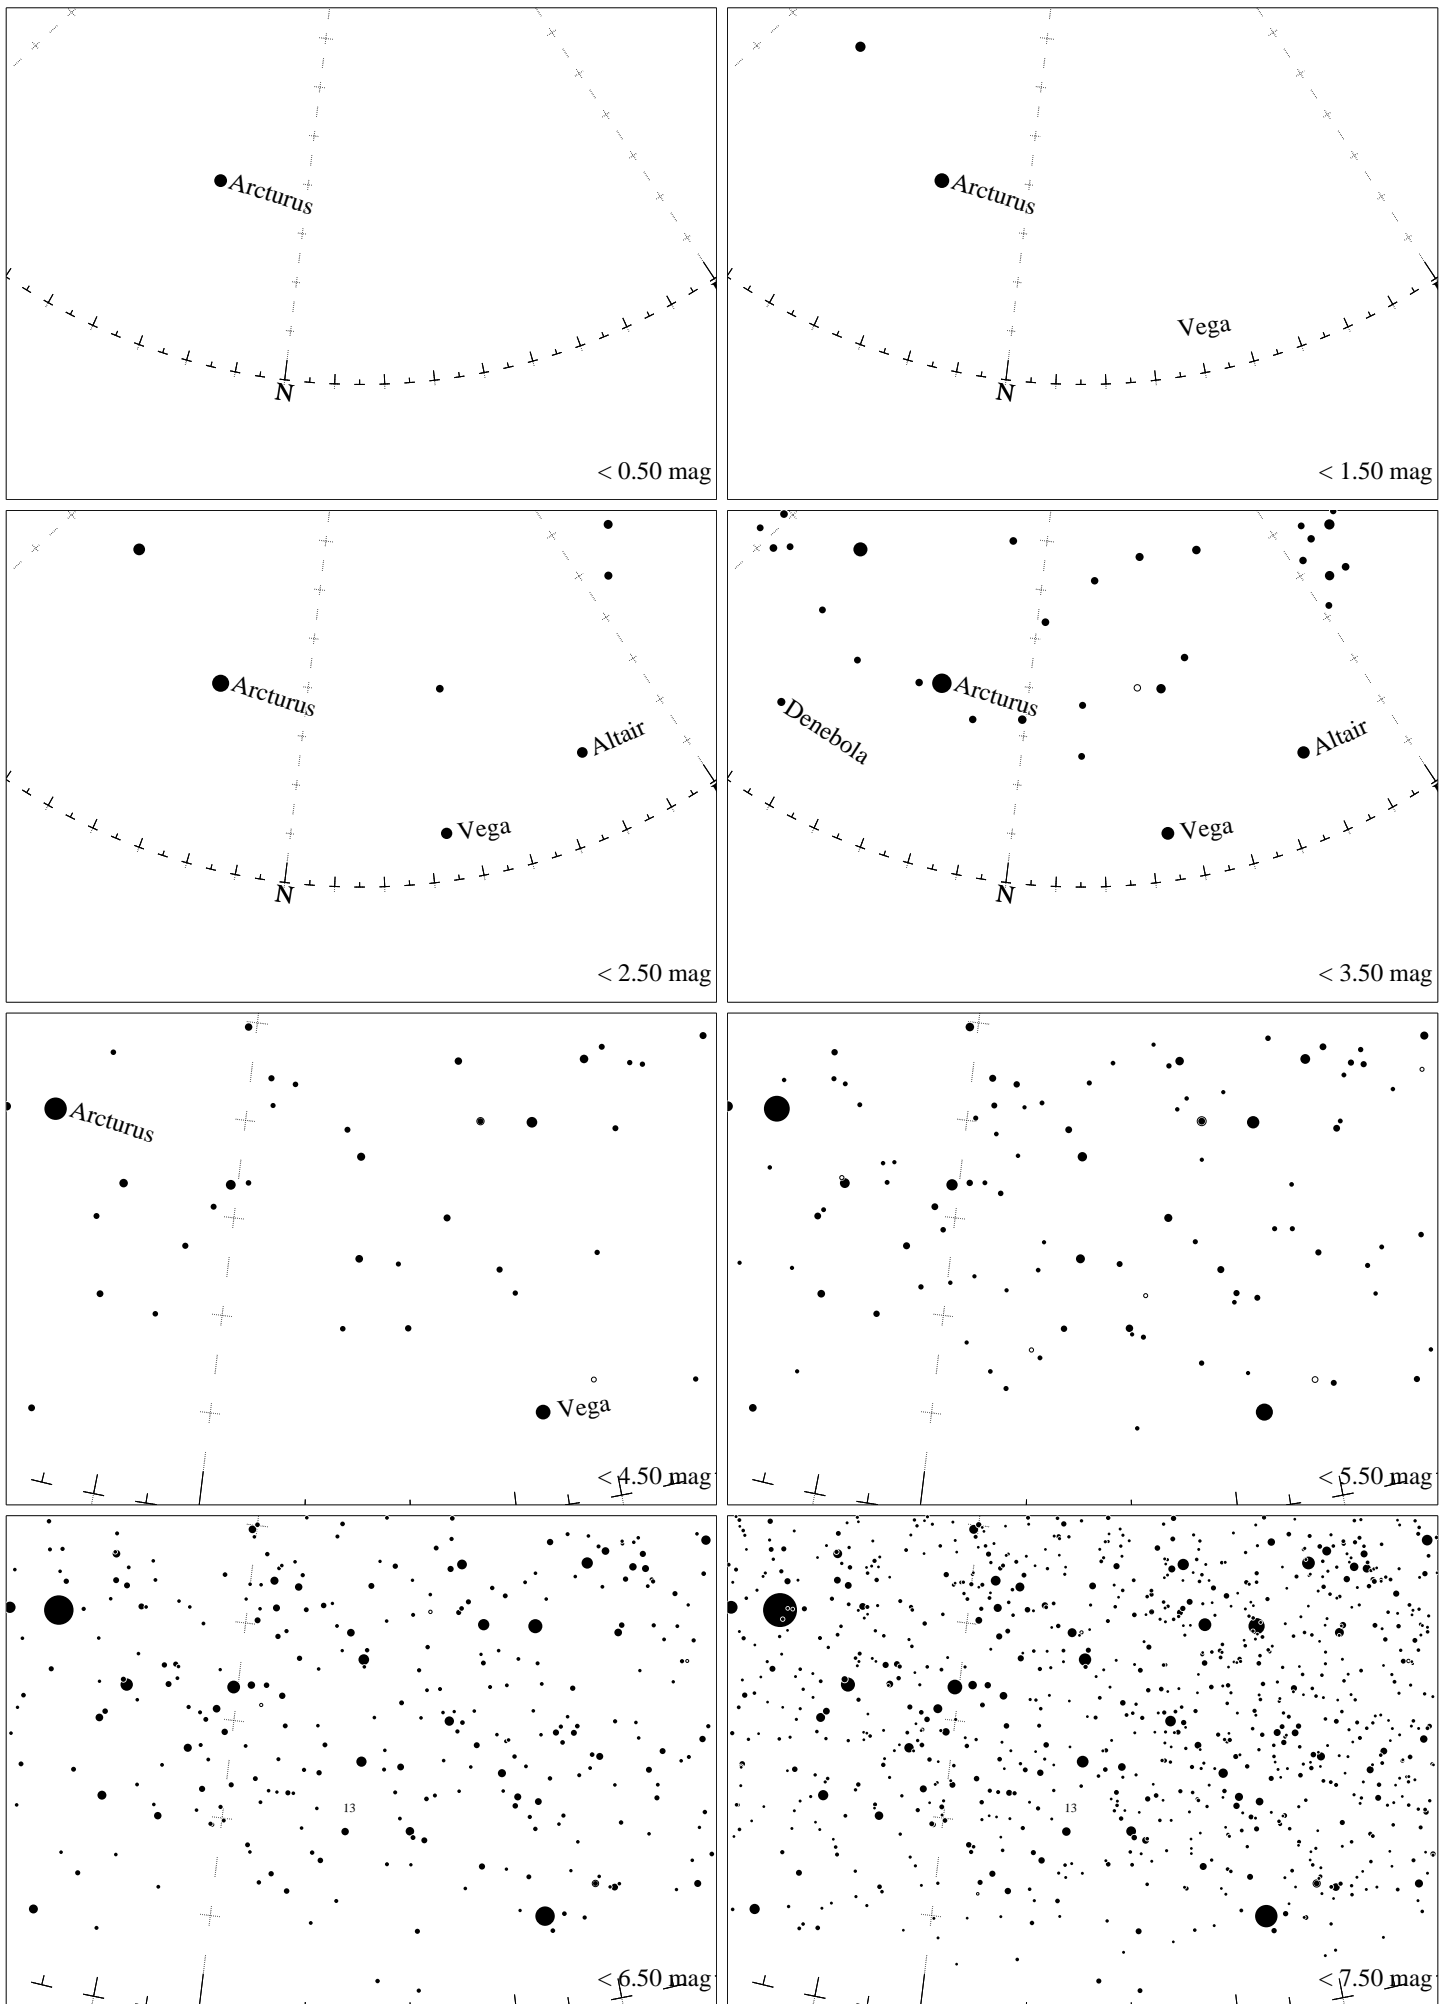 Arcturus
N
< 0.50 mag
Arcturus
Vega
N
< 1.50 mag
Arcturus
Altair
Vega
N
< 2.50 mag
Arcturus
Denebola
Altair
Vega
N
< 3.50 mag
Arcturus
Vega
< 4.50 mag
< 5.50 mag
13
< 6.50 mag
13
< 7.50 mag